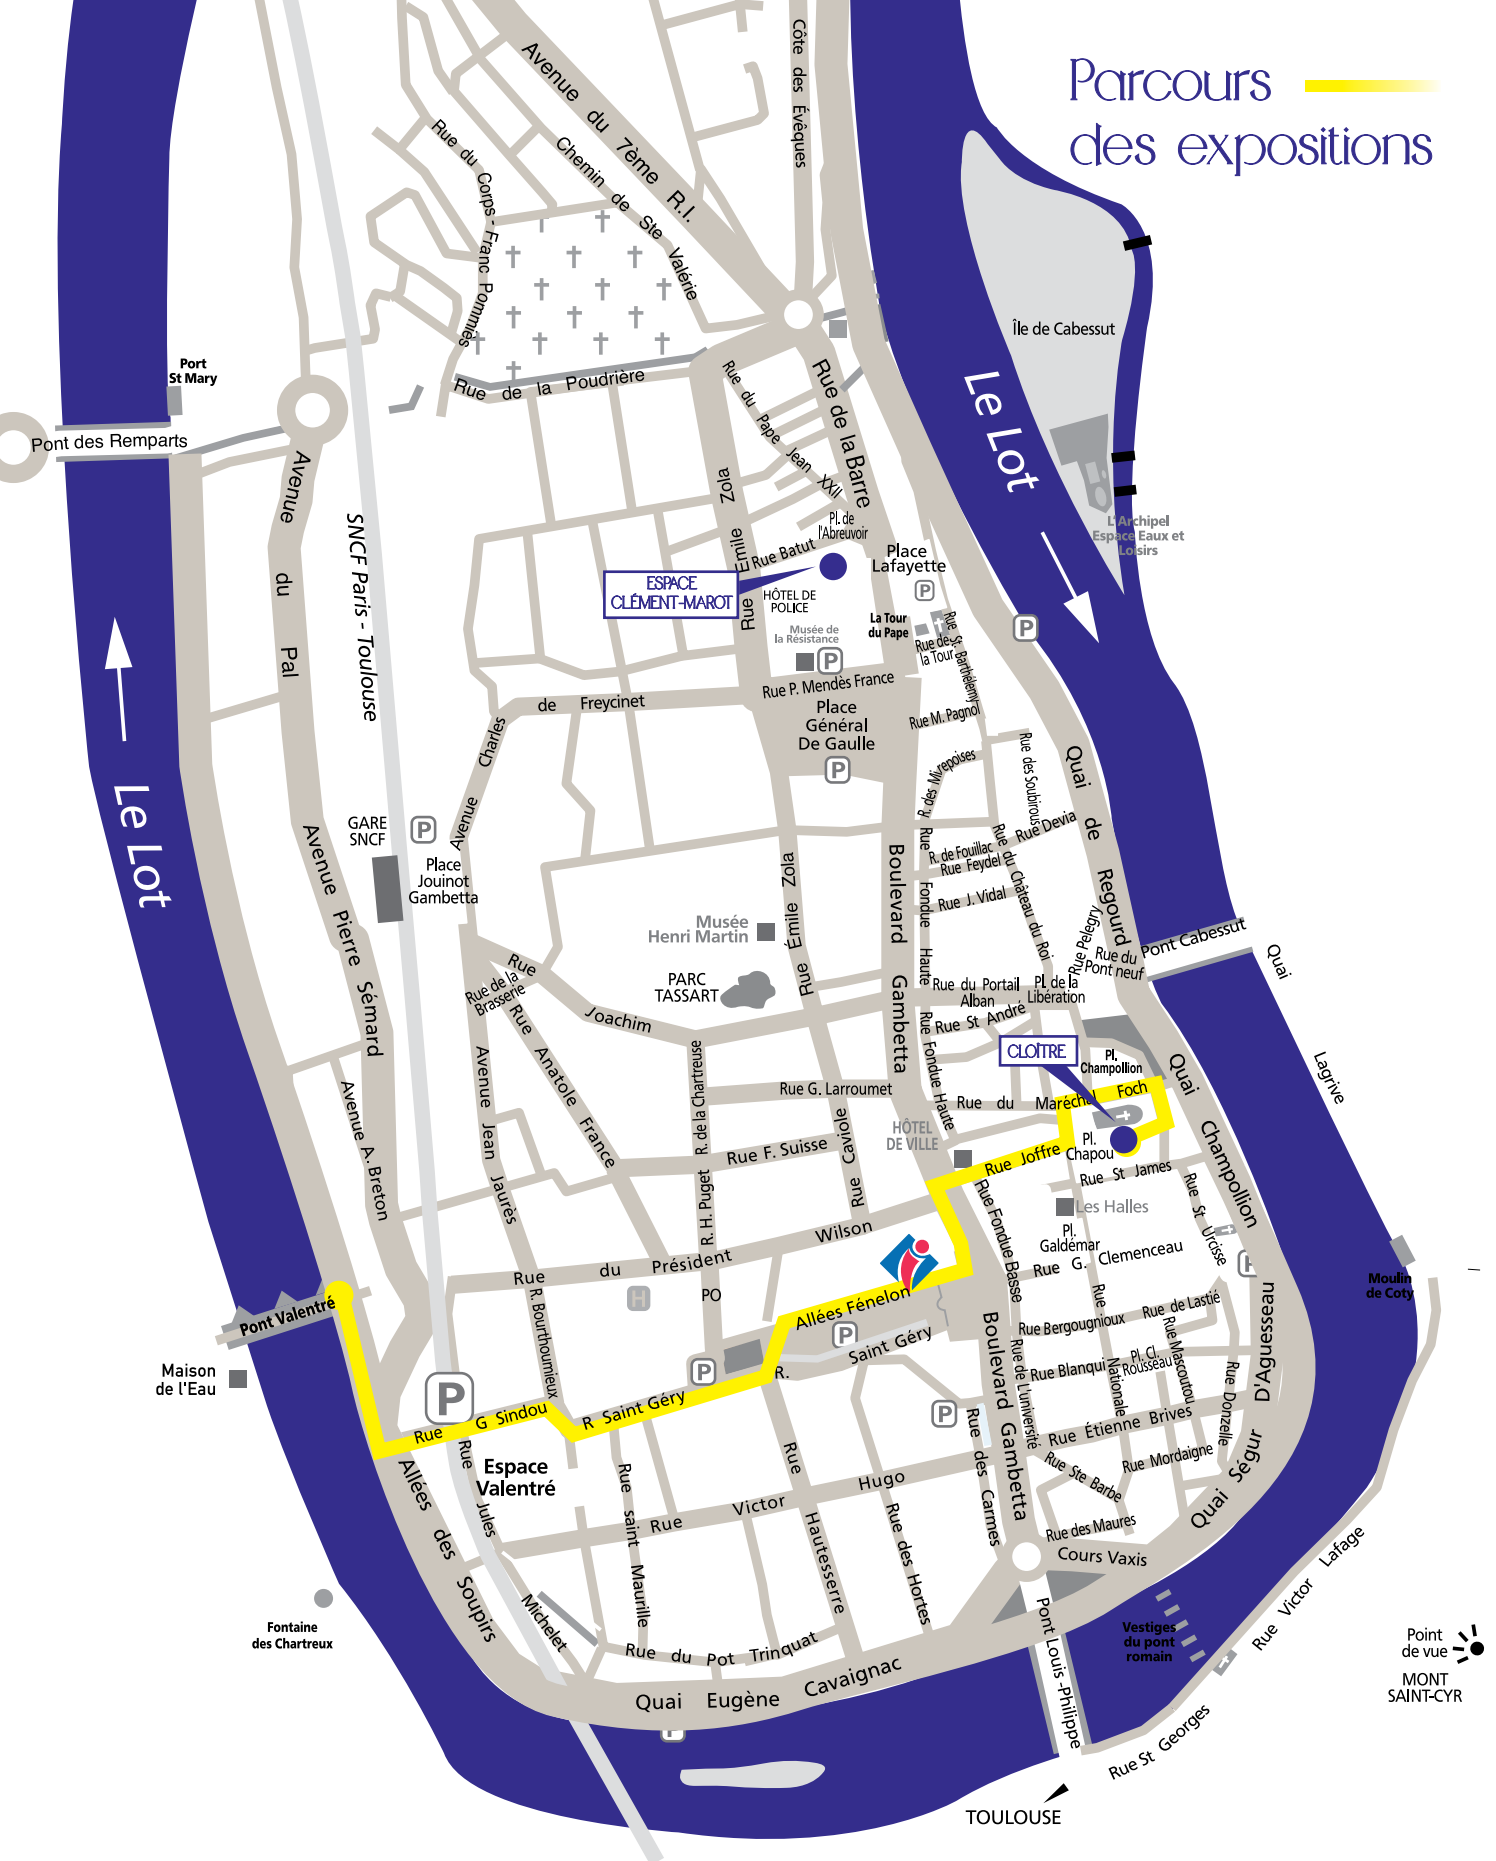 Parcours
des expositions
Côte des Évêques
Avenue du 7ème R.I.
Rue du Corps-Franc Pommiès
Chemin de Ste Valérie
Île de Cabessut
Port
St Mary
Rue de la Poudrière
Rue du Pape Jean XXII
Rue de la Barre
Le Lot
Pont des Remparts
Avenue du Pal
SNCF Paris - Toulouse
Rue Emile Zola
Pl. de
l'Abreuvoir
L'Archipel
Espace Eaux et
Loisirs
Rue Batut
Place
Lafayette
P
ESPACE
CLÉMENT-MAROT
HÔTEL DE
POLICE
Musée de
la Résistance
P
La Tour
du Pape
Rue de
la Tour
Rue St. Barthélemy
P
Rue P. Mendès France
Avenue Charles de Freycinet
Place
Général
De Gaulle
P
Rue M. Pagnol
R. des Mirepoises
Rue des Soubirous
Quai de Regourd
Le Lot
GARE
SNCF
P
Place
Jouinot
Gambetta
Avenue Pierre Sémard
Rue Émile Zola
Boulevard Gambetta
Rue Fondue Haute
R. de Fouillac
Rue Feydel
Rue Devia
Rue du Château du Roi
Rue J. Vidal
Rue Pelegry
Musée
Henri Martin
PARC
TASSART
Rue du
Pont neuf
Pont Cabessut
Quai Lagrive
Rue de la
Brasserie
Rue Joachim
Rue du Portail
Alban
Pl. de la
Libération
Rue St André
Rue Fondue Haute
CLOÎTRE
Pl.
Champollion
Rue Anatole France
Avenue Jean Jaurès
Avenue A. Breton
R. de la Chartreuse
Rue G. Larroumet
Rue du Maréchal Foch
Quai Champollion
HÔTEL
DE VILLE
Rue F. Suisse
Rue Caviole
R. H. Puget
Rue Joffre
Pl.
Chapou
Rue St James
Rue St Urcisse
Les Halles
Pl.
Galdémar
Rue Fondue Basse
Rue G. Clemenceau
P
Rue du Président Wilson
H
PO
R. Bourthoumieux
Allées Fénelon
P
Saint Géry
Moulin
de Coty
Pont Valentré
Maison
de l'Eau
P
P
R.
Boulevard Gambetta
Rue Bergougnioux
Rue de Lastié
Rue Nationale
Rue Blanqui
Pl. Cl.
Rousseau
Rue Mascoutou
Rue Donzelle
Rue de L'université
Quai Ségur D'Aguesseau
Rue G Sindou
R Saint Géry
P
Rue des Carmes
Rue Étienne Brives
Rue Mordaigne
Rue Ste Barbe
Rue des Maures
Espace
Valentré
Allées des Soupirs
Rue Jules Michelet
Rue saint Maurille
Rue Victor Hugo
Rue Hautesserre
Rue des Hortes
Cours Vaxis
Rue du Pot Trinquat
Quai Eugène Cavaignac
P
Pont Louis-Philippe
Fontaine
des Chartreux
Vestiges
du pont
romain
Rue Victor Lafage
Rue St Georges
Point
de vue
MONT
SAINT-CYR
TOULOUSE